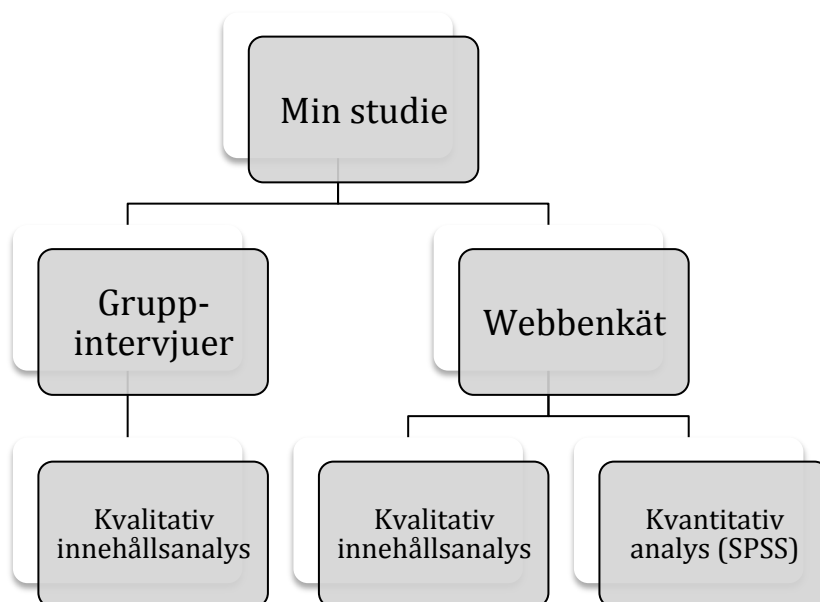 Min studie
Grupp-
intervjuer
Webbenkät
Kvalitativ
innehållsanalys
Kvalitativ
innehållsanalys
Kvantitativ
analys (SPSS)